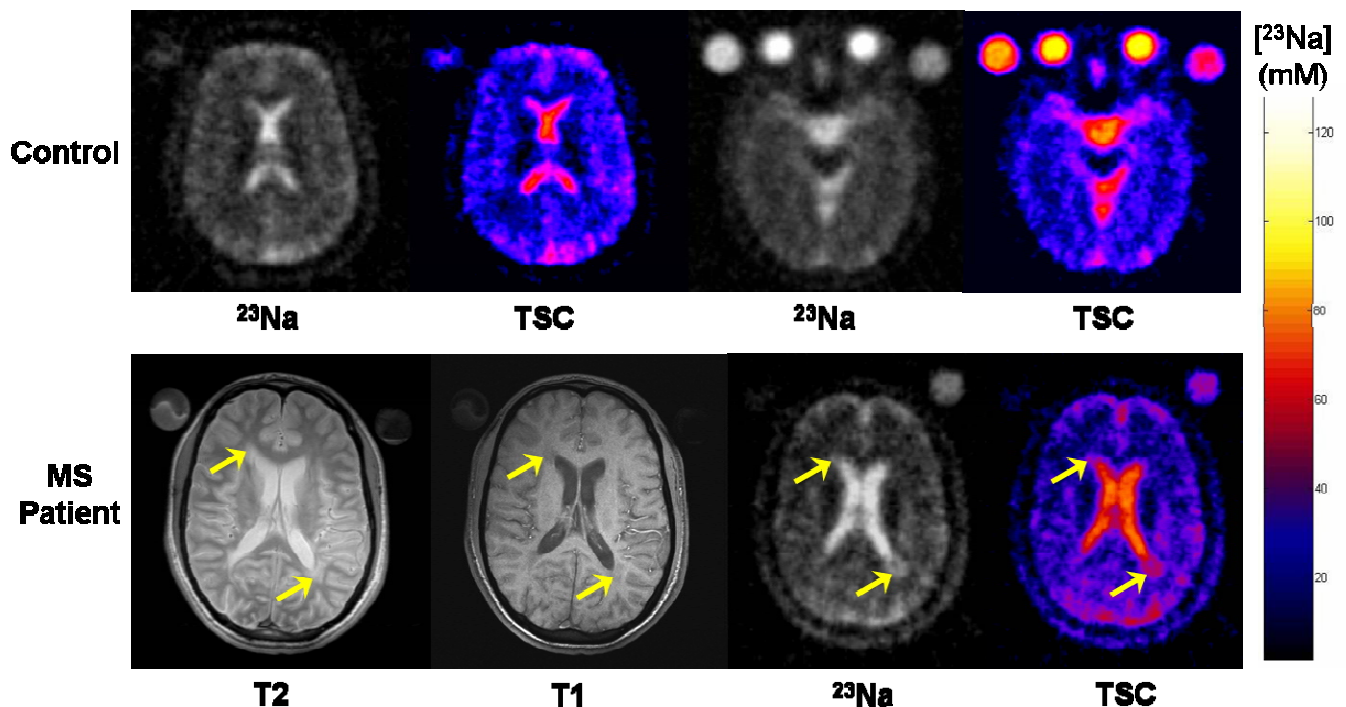 [²³Na]
(mM)
Control
120
100
80
60
40
20
²³Na
TSC
²³Na
TSC
MS
Patient
T2
T1
²³Na
TSC